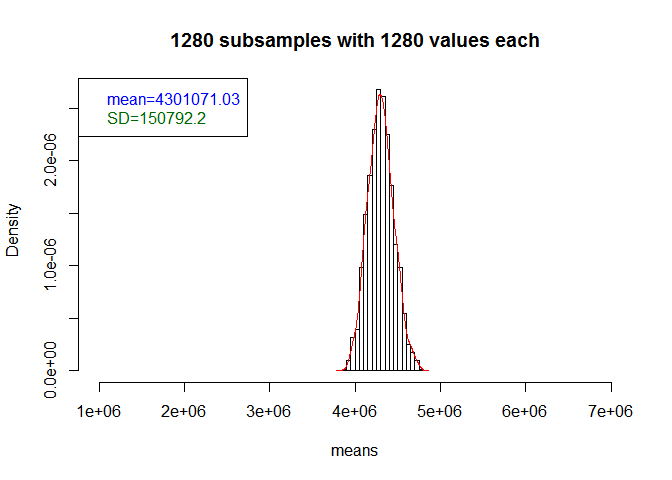 1280 subsamples with 1280 values each
mean=4301071.03
SD=150792.2
Density
2.0e-06
1.0e-06
0.0e+00
1e+06 2e+06 3e+06 4e+06 5e+06 6e+06 7e+06
means